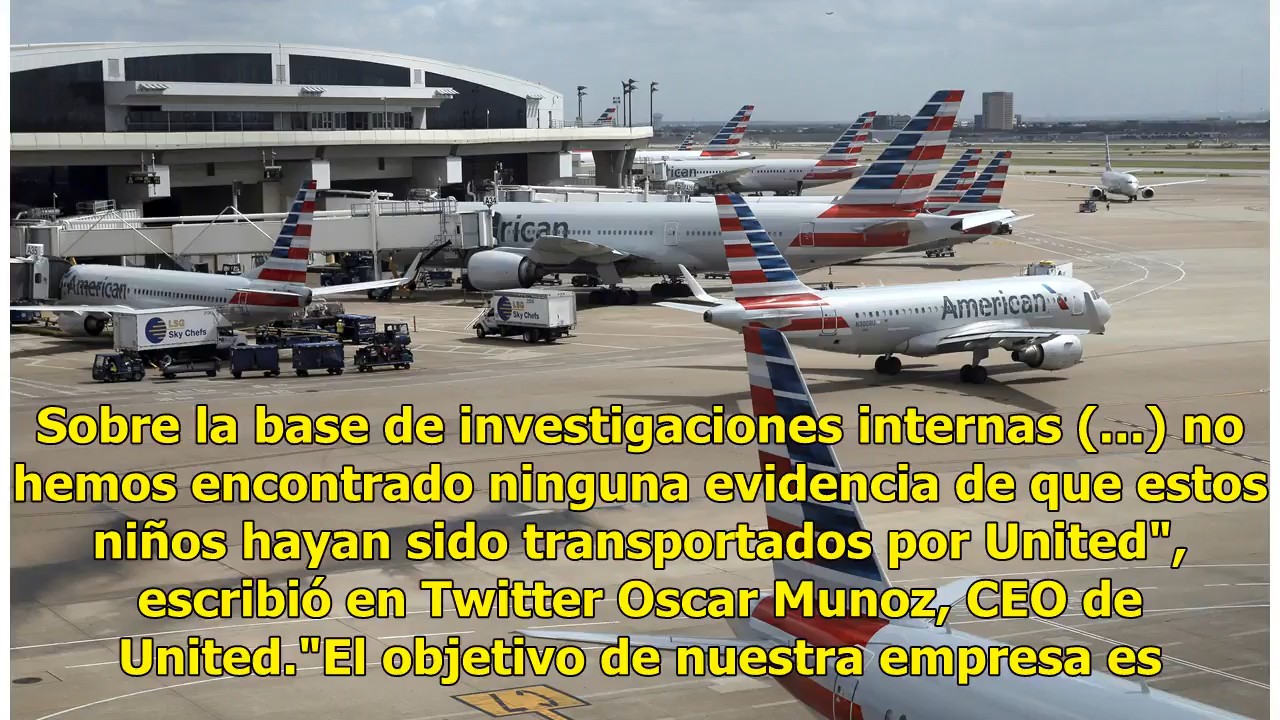 rican
rican
American
American
LSG
Sky Chefs
LSG
Sky Chefs
Sobre la base de investigaciones internas (...) no
hemos encontrado ninguna evidencia de que estos
niños hayan sido transportados por United",
escribió en Twitter Oscar Munoz, CEO de
United."El objetivo de nuestra empresa es